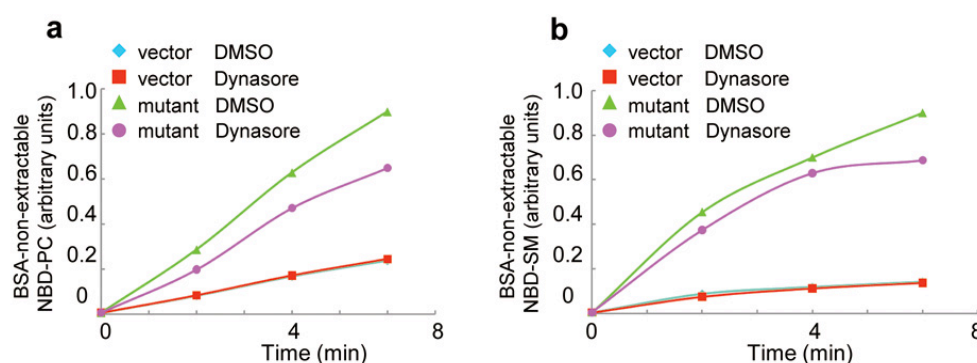 a
vector DMSO
vector Dynasore
mutant DMSO
mutant Dynasore
BSA-non-extractable
NBD-PC (arbitrary units)
1.0
0.8
0.6
0.4
0.2
0
0 4 8
Time (min)
b
vector DMSO
vector Dynasore
mutant DMSO
mutant Dynasore
BSA-non-extractable
NBD-SM (arbitrary units)
1.0
0.8
0.6
0.4
0.2
0
0 4 8
Time (min)